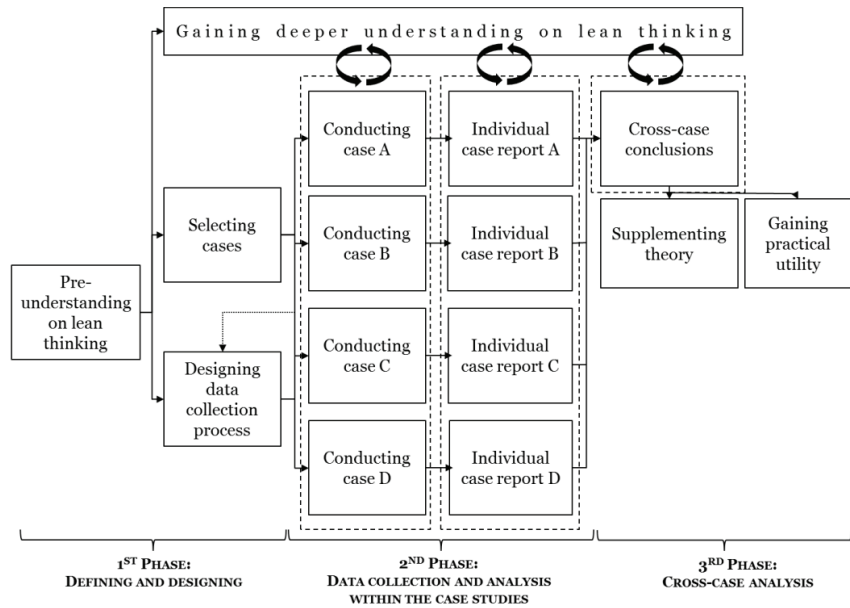 Gaining deeper understanding on lean thinking
Conducting
case A
Individual
case report A
Cross-case
conclusions
Selecting
cases
Conducting
case B
Individual
case report B
Supplementing
theory
Gaining
practical
utility
Pre-
understanding
on lean
thinking
Designing
data
collection
process
Conducting
case C
Individual
case report C
Conducting
case D
Individual
case report D
1ST PHASE:
DEFINING AND DESIGNING
2ND PHASE:
DATA COLLECTION AND ANALYSIS
WITHIN THE CASE STUDIES
3RD PHASE:
CROSS-CASE ANALYSIS